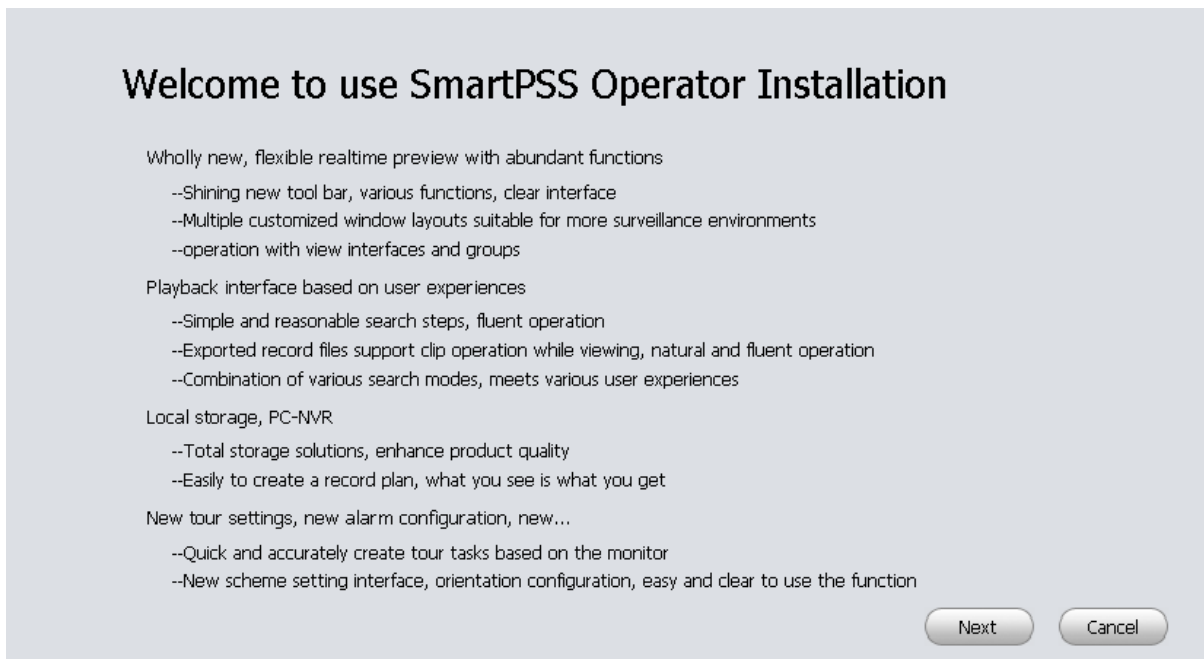 Welcome to use SmartPSS Operator Installation
Wholly new, flexible realtime preview with abundant functions
--Shining new tool bar, various functions, clear interface
--Multiple customized window layouts suitable for more surveillance environments
--operation with view interfaces and groups
Playback interface based on user experiences
--Simple and reasonable search steps, fluent operation
--Exported record files support clip operation while viewing, natural and fluent operation
--Combination of various search modes, meets various user experiences
Local storage, PC-NVR
--Total storage solutions, enhance product quality
--Easily to create a record plan, what you see is what you get
New tour settings, new alarm configuration, new...
--Quick and accurately create tour tasks based on the monitor
--New scheme setting interface, orientation configuration, easy and clear to use the function
Next
Cancel